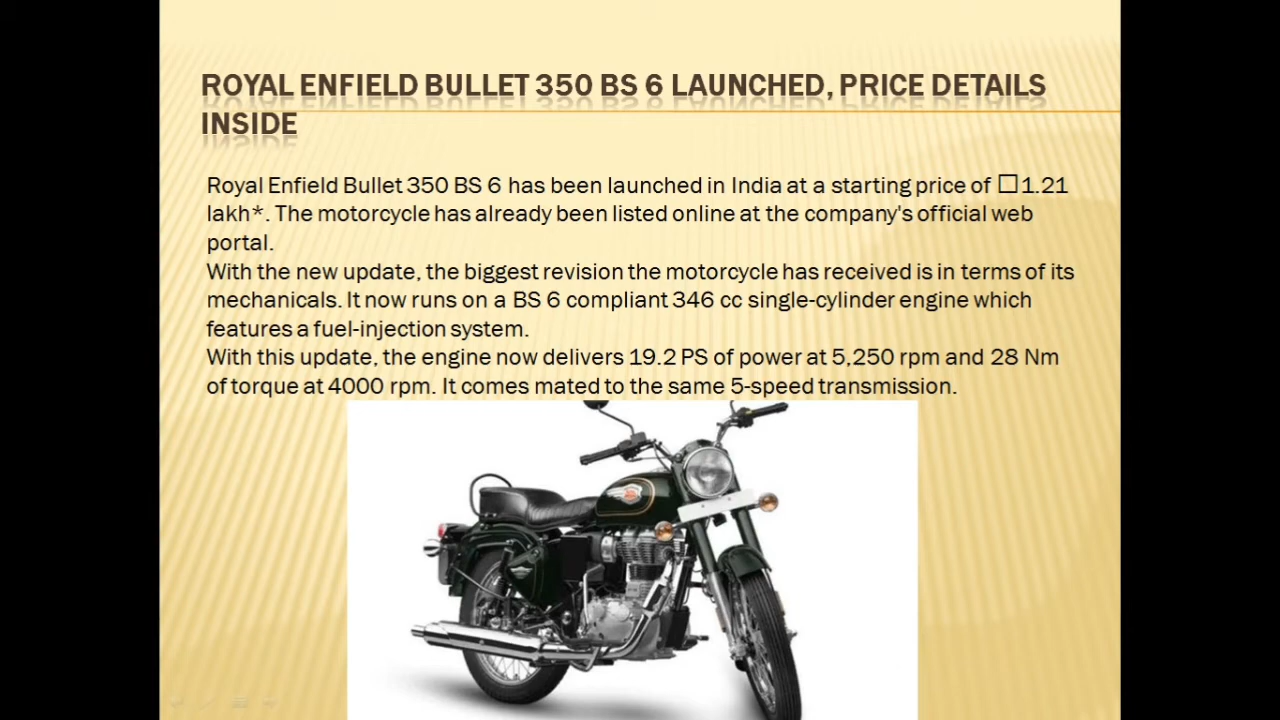 ROYAL ENFIELD BULLET 350 BS 6 LAUNCHED, PRICE DETAILS
INSIDE
Royal Enfield Bullet 350 BS 6 has been launched in India at a starting price of □1.21
lakh*. The motorcycle has already been listed online at the company's official web
portal.
With the new update, the biggest revision the motorcycle has received is in terms of its
mechanicals. It now runs on a BS 6 compliant 346 cc single-cylinder engine which
features a fuel-injection system.
With this update, the engine now delivers 19.2 PS of power at 5,250 rpm and 28 Nm
of torque at 4000 rpm. It comes mated to the same 5-speed transmission.